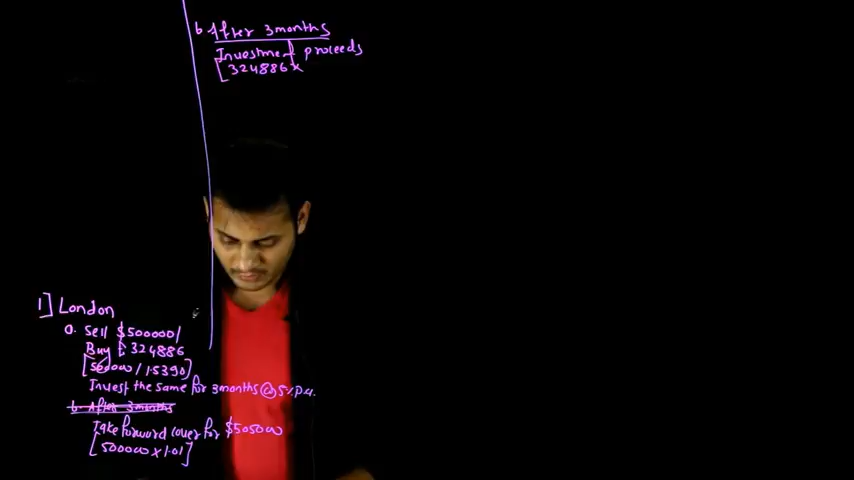 b. After 3months
Investment proceeds
[324886 x
1] London
a. Sell $500000/
Buy £ 324886
[500000 / 1.5390]
Invest the same for 3months @ 5% p.a.
b. After 3months
Take forward cover for $505000
[500000 x 1.01]